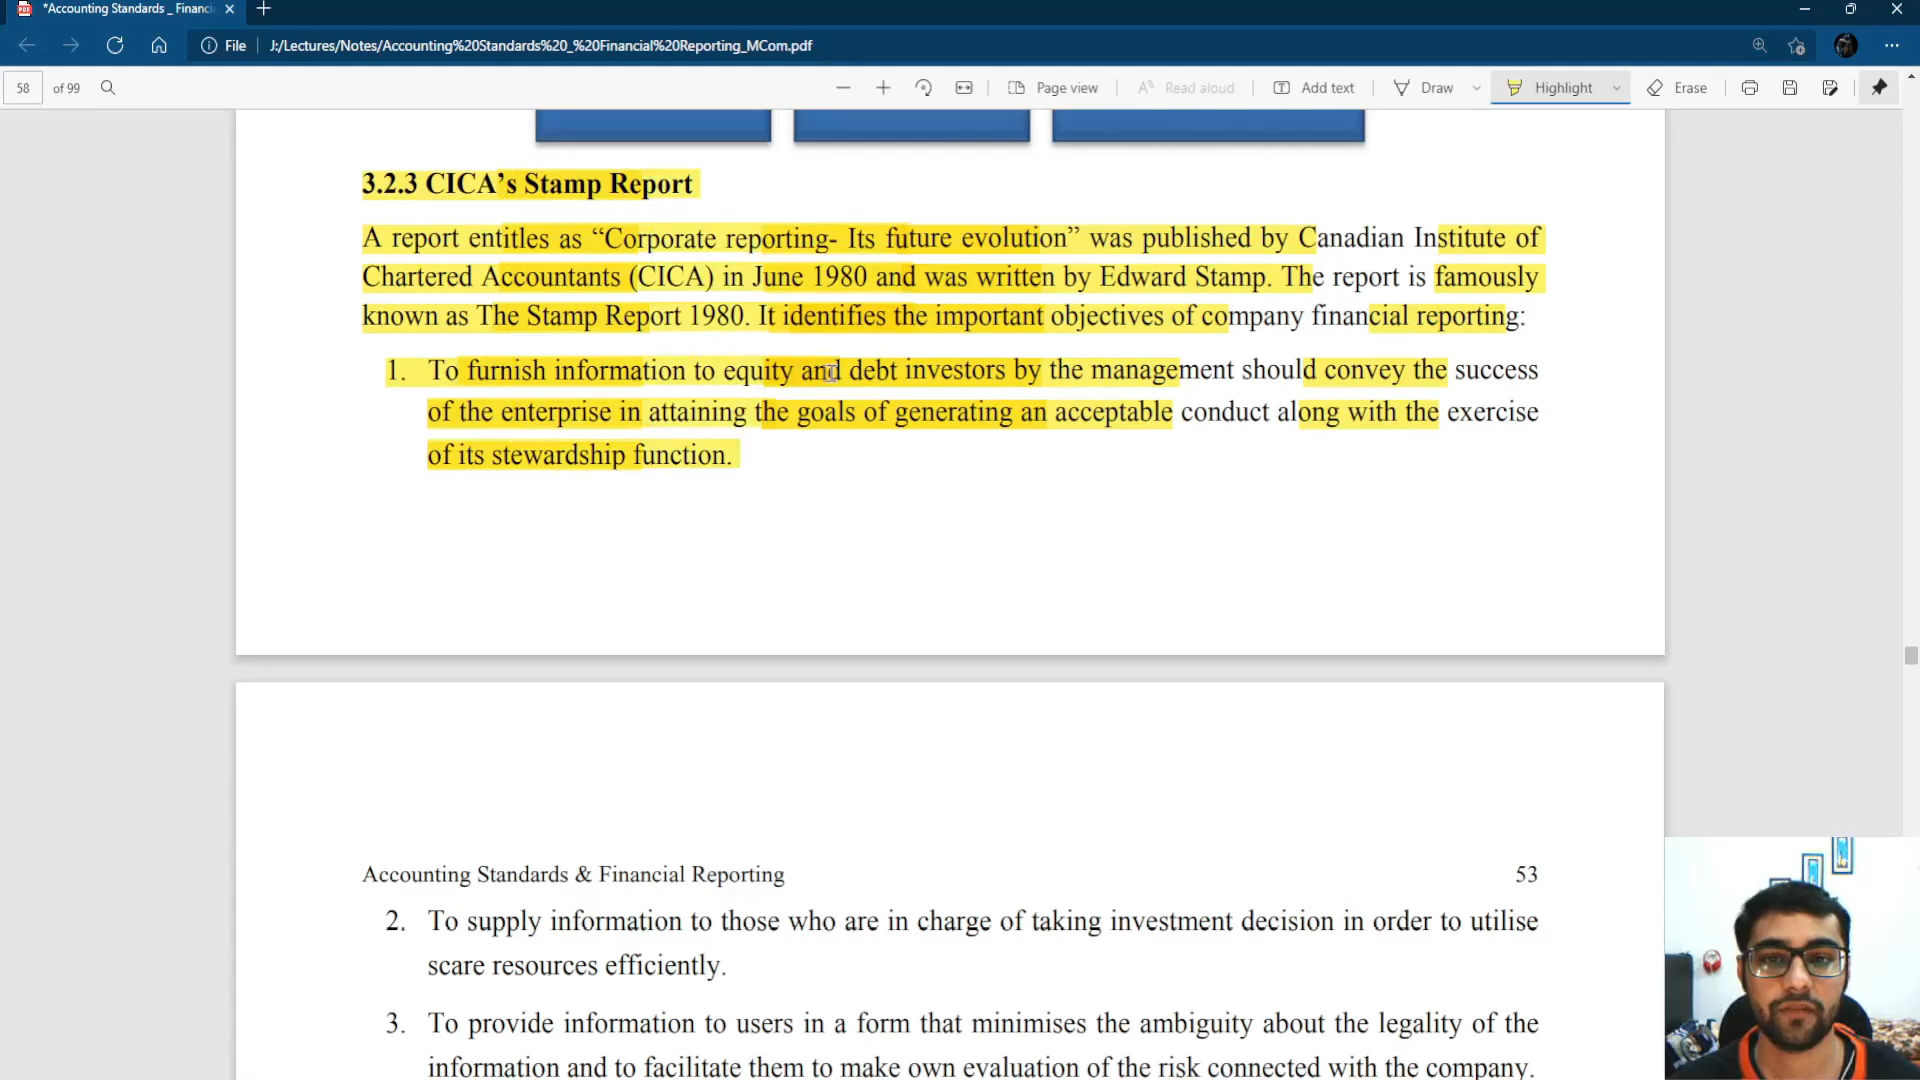 *Accounting Standards _ Financi
File
J:/Lectures/Notes/Accounting%20Standards%20_%20Financial%20Reporting_MCom.pdf
58 of 99
Page view
Read aloud
Add text
Draw
Highlight
Erase
3.2.3 CICA’s Stamp Report
A report entitles as “Corporate reporting- Its future evolution” was published by Canadian Institute of
Chartered Accountants (CICA) in June 1980 and was written by Edward Stamp. The report is famously
known as The Stamp Report 1980. It identifies the important objectives of company financial reporting:
1. To furnish information to equity and debt investors by the management should convey the success
of the enterprise in attaining the goals of generating an acceptable conduct along with the exercise
of its stewardship function.
Accounting Standards & Financial Reporting 53
2. To supply information to those who are in charge of taking investment decision in order to utilise
scare resources efficiently.
3. To provide information to users in a form that minimises the ambiguity about the legality of the
information and to facilitate them to make own evaluation of the risk connected with the company.